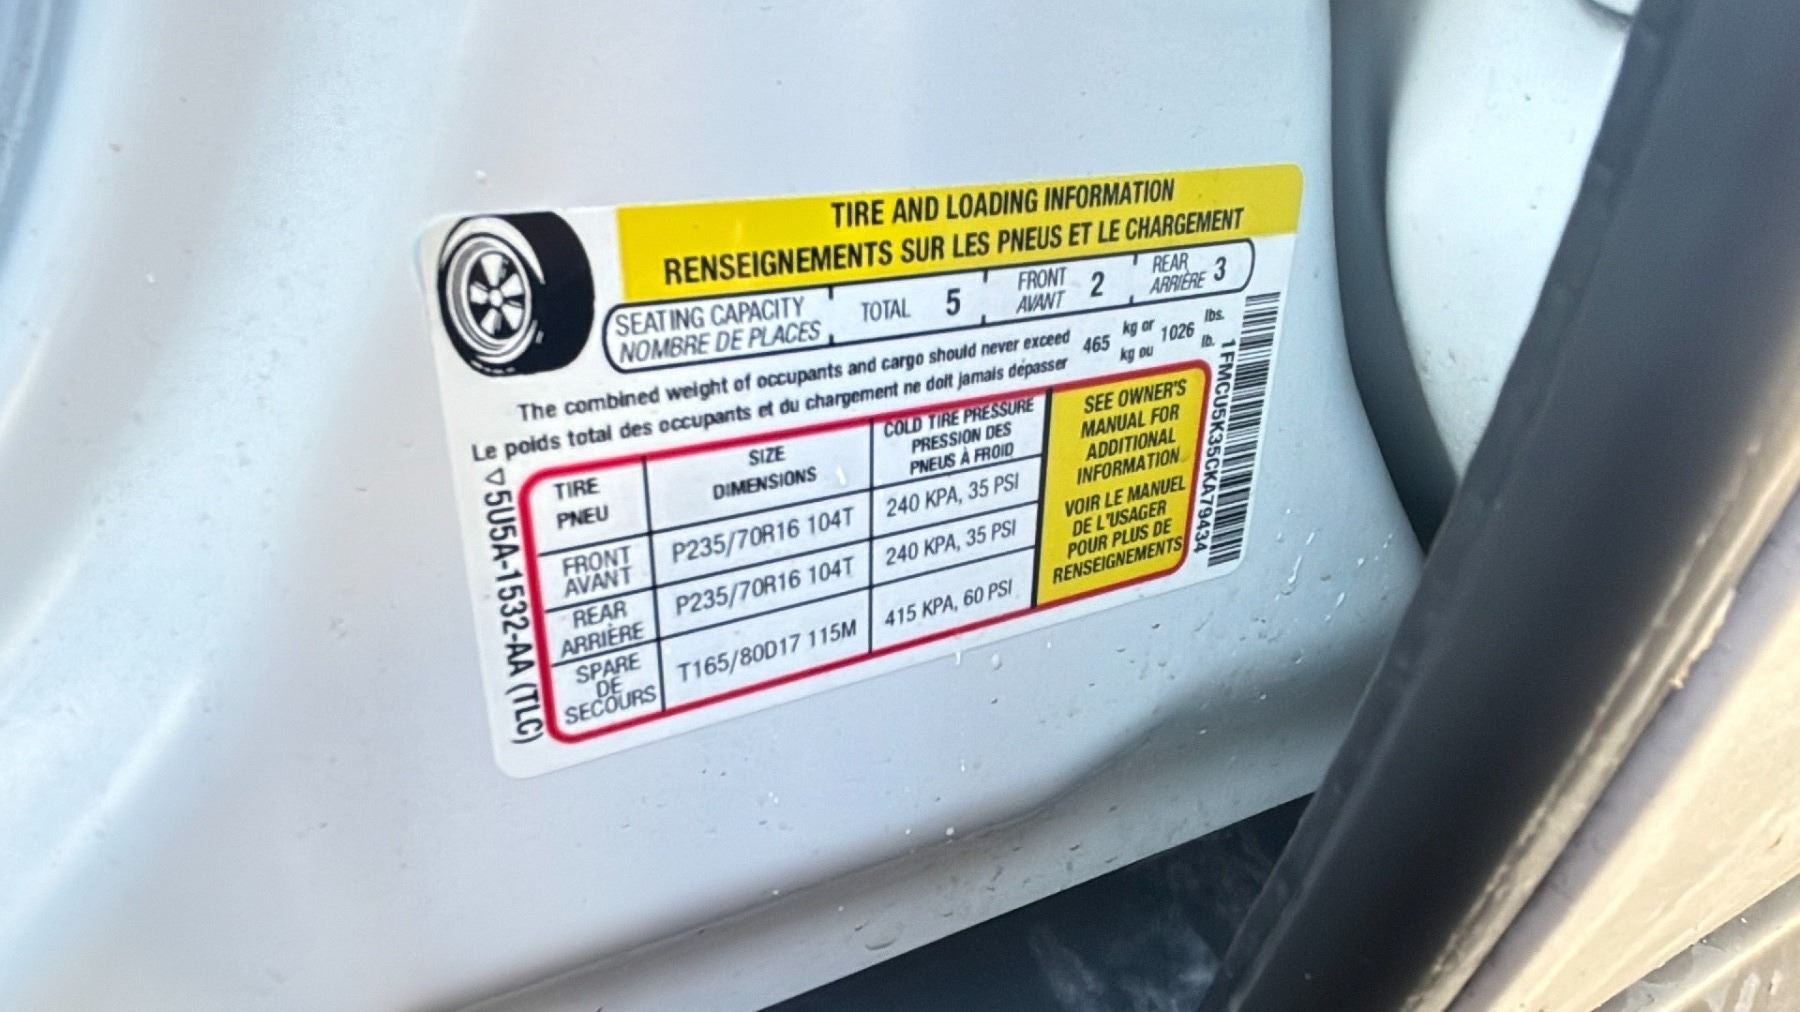 TIRE AND LOADING INFORMATION
RENSEIGNEMENTS SUR LES PNEUS ET LE CHARGEMENT
SEATING CAPACITY
NOMBRE DE PLACES
TOTAL 5
FRONT
AVANT
2
REAR
ARRIÈRE
3
The combined weight of occupants and cargo should never exceed 465 kg or 1026 lbs.
Le poids total des occupants et du chargement ne doit jamais dépasser kg ou lb.
TIRE
PNEU
SIZE
DIMENSIONS
COLD TIRE PRESSURE
PRESSION DES
PNEUS À FROID
FRONT
AVANT
P235/70R16 104T
240 KPA, 35 PSI
REAR
ARRIÈRE
P235/70R16 104T
240 KPA, 35 PSI
SPARE
DE
SECOURS
T165/80D17 115M
415 KPA, 60 PSI
SEE OWNER'S
MANUAL FOR
ADDITIONAL
INFORMATION
VOIR LE MANUEL
DE L'USAGER
POUR PLUS DE
RENSEIGNEMENTS
1FMCU5K35CKA79434
▽5U5A-1532-AA (TLC)